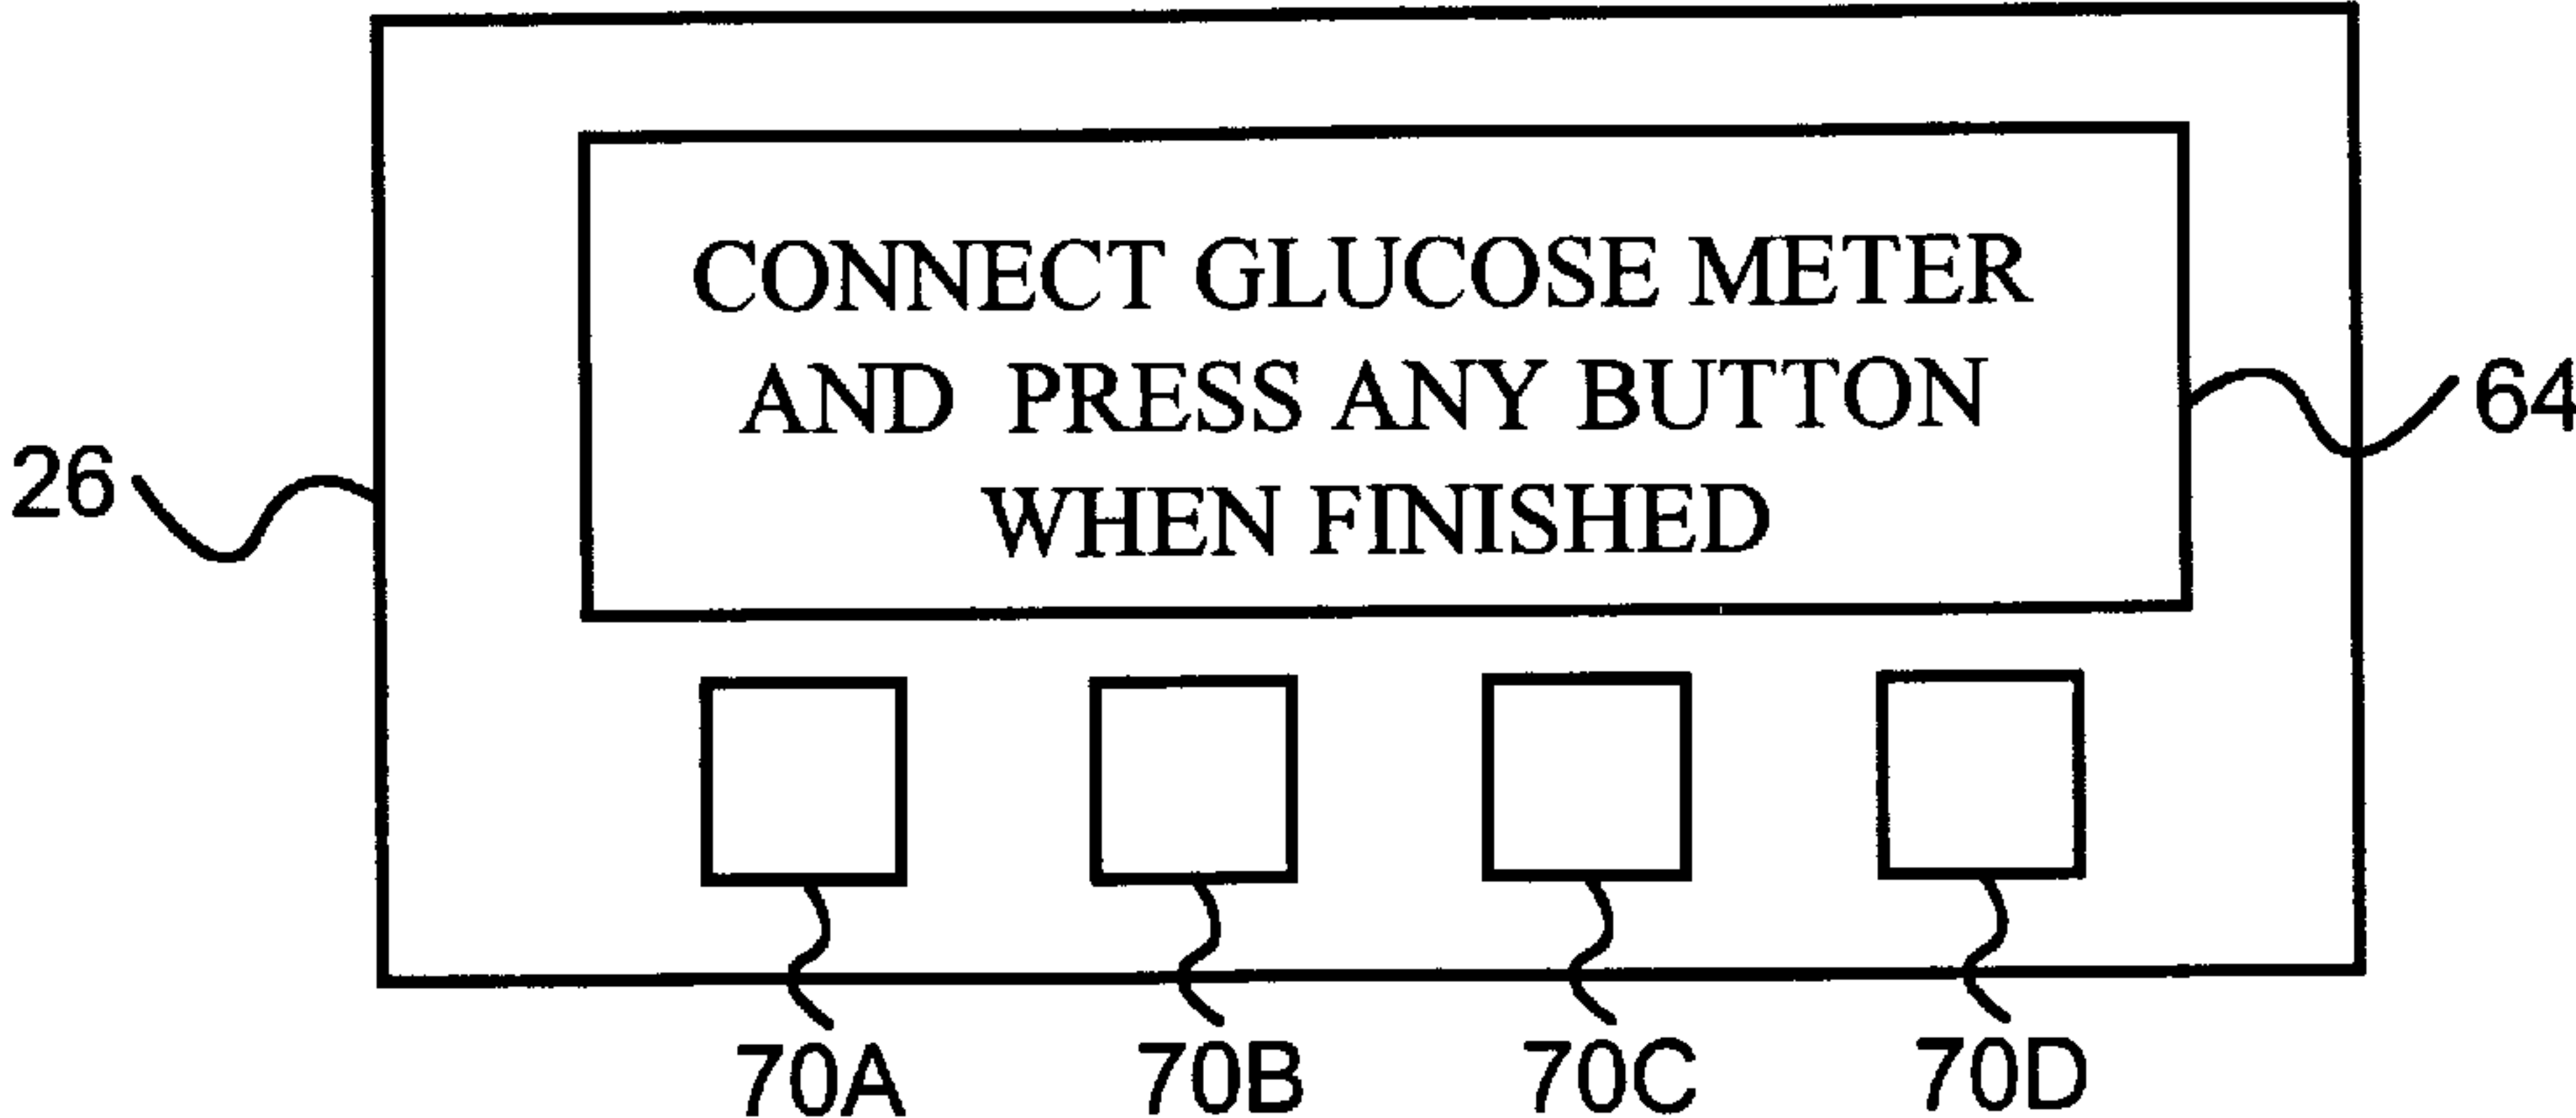 CONNECT GLUCOSE METER
AND PRESS ANY BUTTON
WHEN FINISHED
64
26
70A 70B 70C 70D